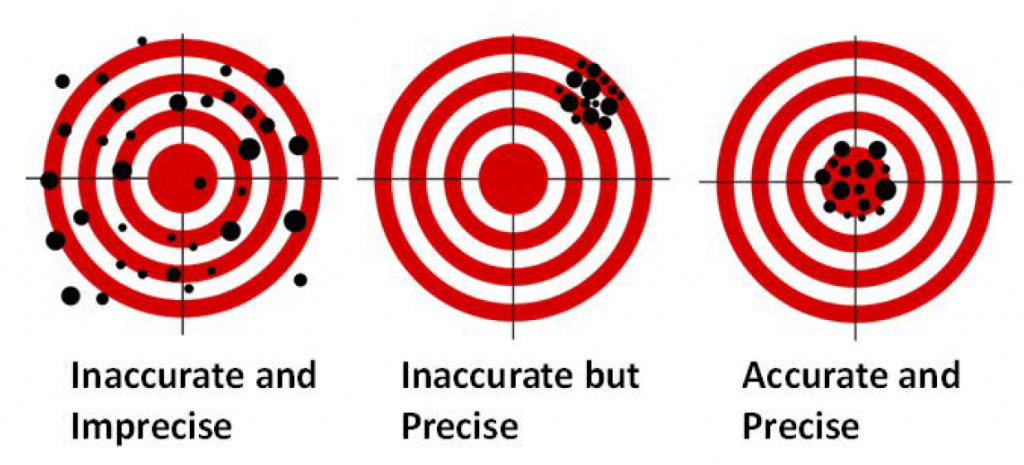 Inaccurate and
Imprecise
Inaccurate but
Precise
Accurate and
Precise